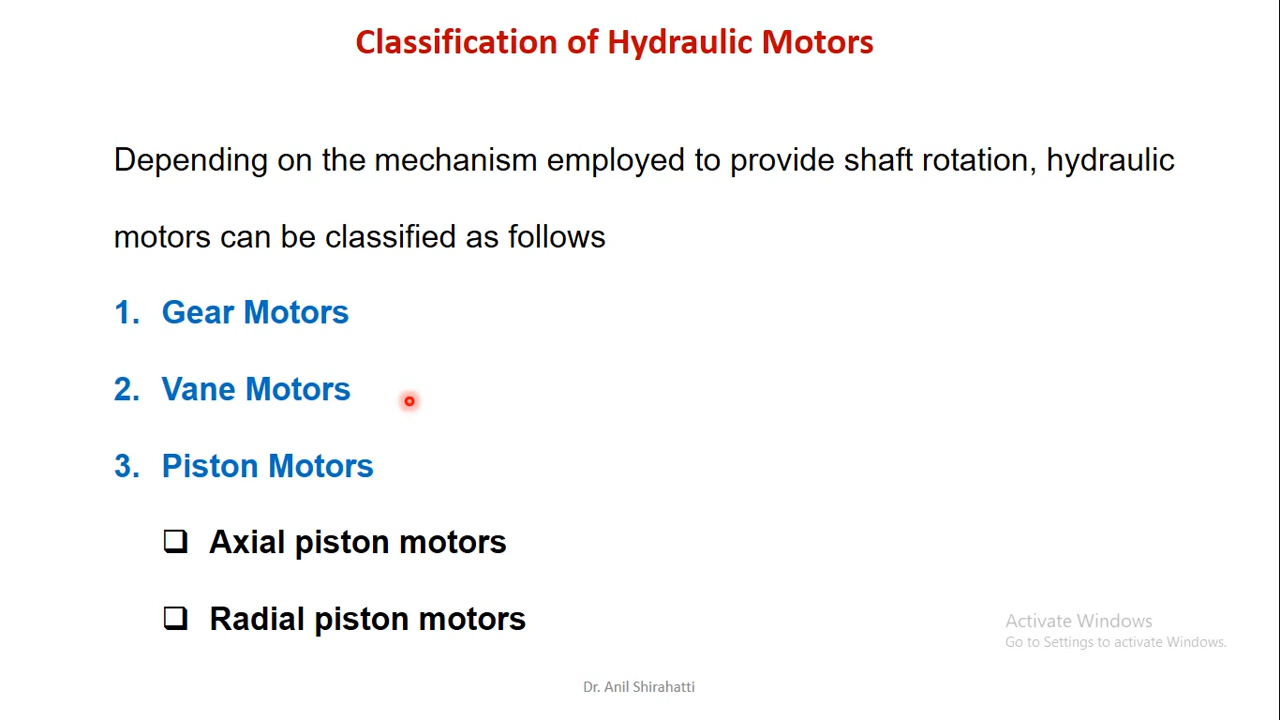 Classification of Hydraulic Motors
Depending on the mechanism employed to provide shaft rotation, hydraulic
motors can be classified as follows
1. Gear Motors
2. Vane Motors
3. Piston Motors
❑ Axial piston motors
❑ Radial piston motors
Activate Windows
Go to Settings to activate Windows.
Dr. Anil Shirahatti